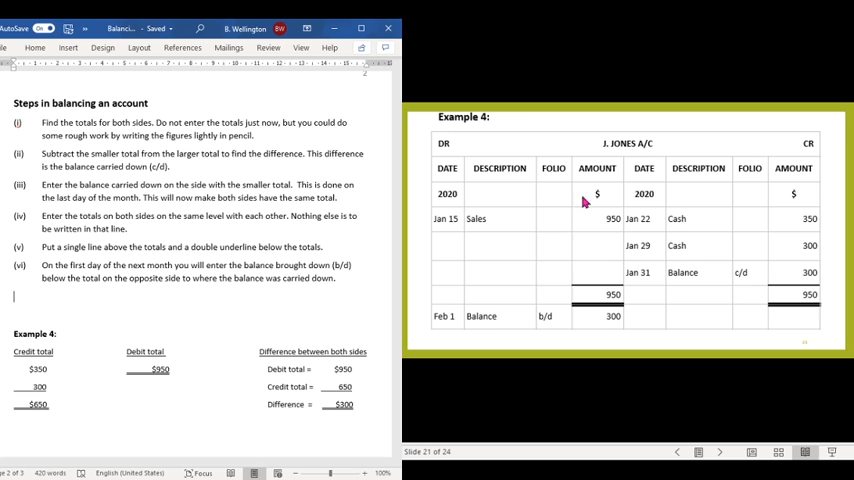 AutoSave On Balanci... - Saved B. Wellington BW
Home Insert Design Layout References Mailings Review View Help
2
Steps in balancing an account
(i) Find the totals for both sides. Do not enter the totals just now, but you could do
some rough work by writing the figures lightly in pencil.
(ii) Subtract the smaller total from the larger total to find the difference. This difference
is the balance carried down (c/d).
(iii) Enter the balance carried down on the side with the smaller total. This is done on
the last day of the month. This will now make both sides have the same total.
(iv) Enter the totals on both sides on the same level with each other. Nothing else is to
be written in that line.
(v) Put a single line above the totals and a double underline below the totals.
(vi) On the first day of the next month you will enter the balance brought down (b/d)
below the total on the opposite side to where the balance was carried down.
Example 4:
Credit total Debit total Difference between both sides
$350 $950 Debit total = $950
300 Credit total = 650
$650 Difference = $300
ge 2 of 3 420 words English (United States) Focus 100%
Example 4:
DR J. JONES A/C CR
DATE DESCRIPTION FOLIO AMOUNT DATE DESCRIPTION FOLIO AMOUNT
2020 $ 2020 $
Jan 15 Sales 950 Jan 22 Cash 350
Jan 29 Cash 300
Jan 31 Balance c/d 300
950 950
Feb 1 Balance b/d 300
Slide 21 of 24